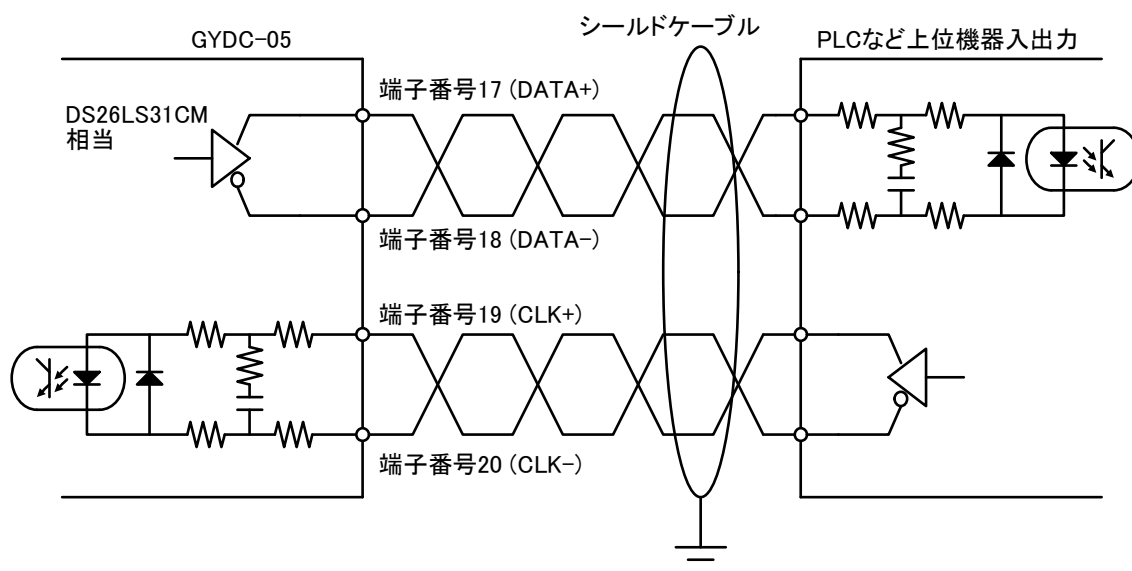 シールドケーブル
GYDC-05
PLCなど上位機器入出力
端子番号17 (DATA+)
DS26LS31CM
相当
端子番号18 (DATA-)
端子番号19 (CLK+)
端子番号20 (CLK-)